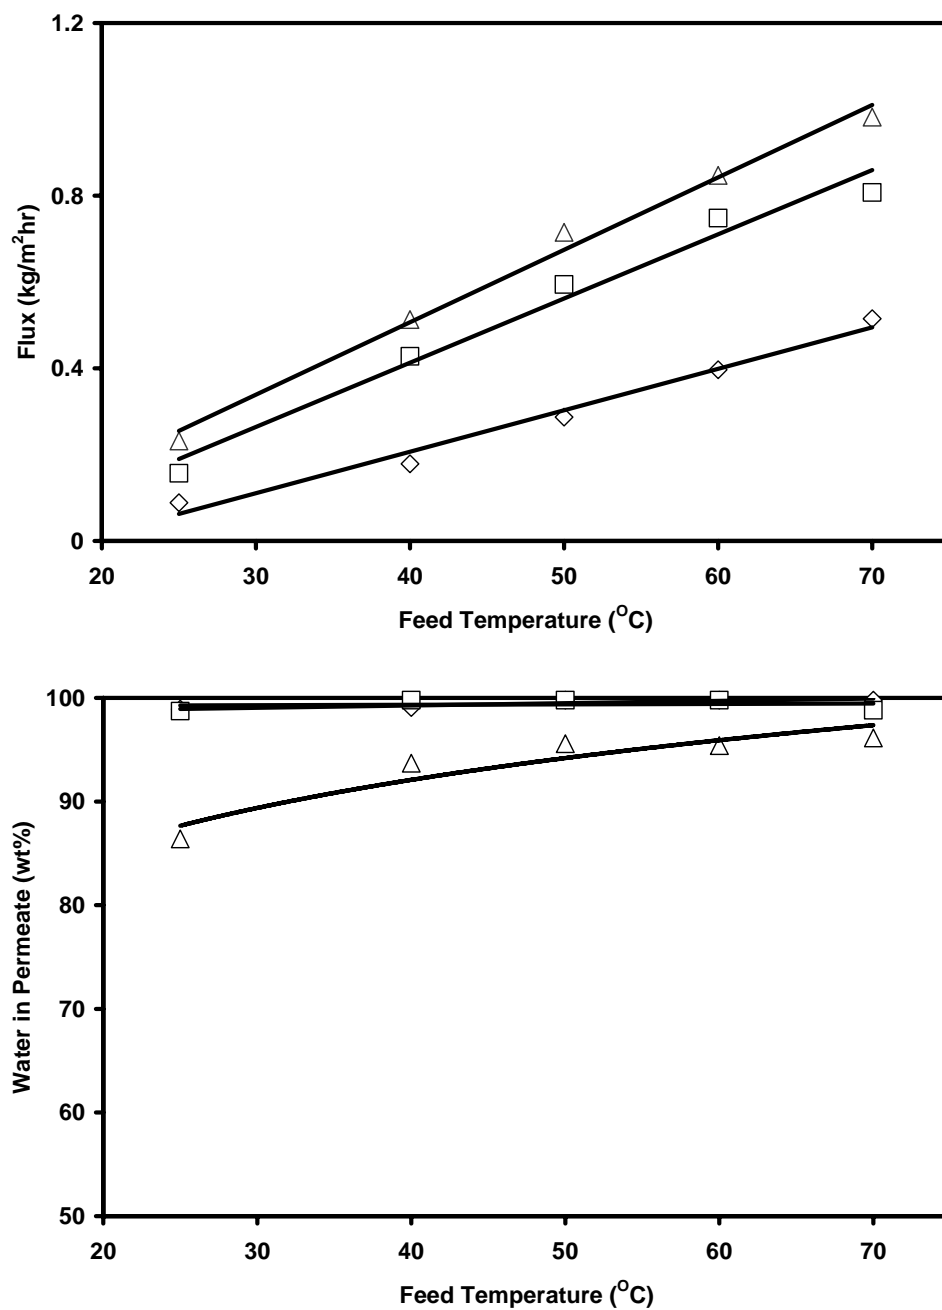 1.2
0.8
0.4
0
Flux (kg/m²hr)
20 30 40 50 60 70
Feed Temperature (ᴼC)
100
90
80
70
60
50
Water in Permeate (wt%)
20 30 40 50 60 70
Feed Temperature (ᴼC)